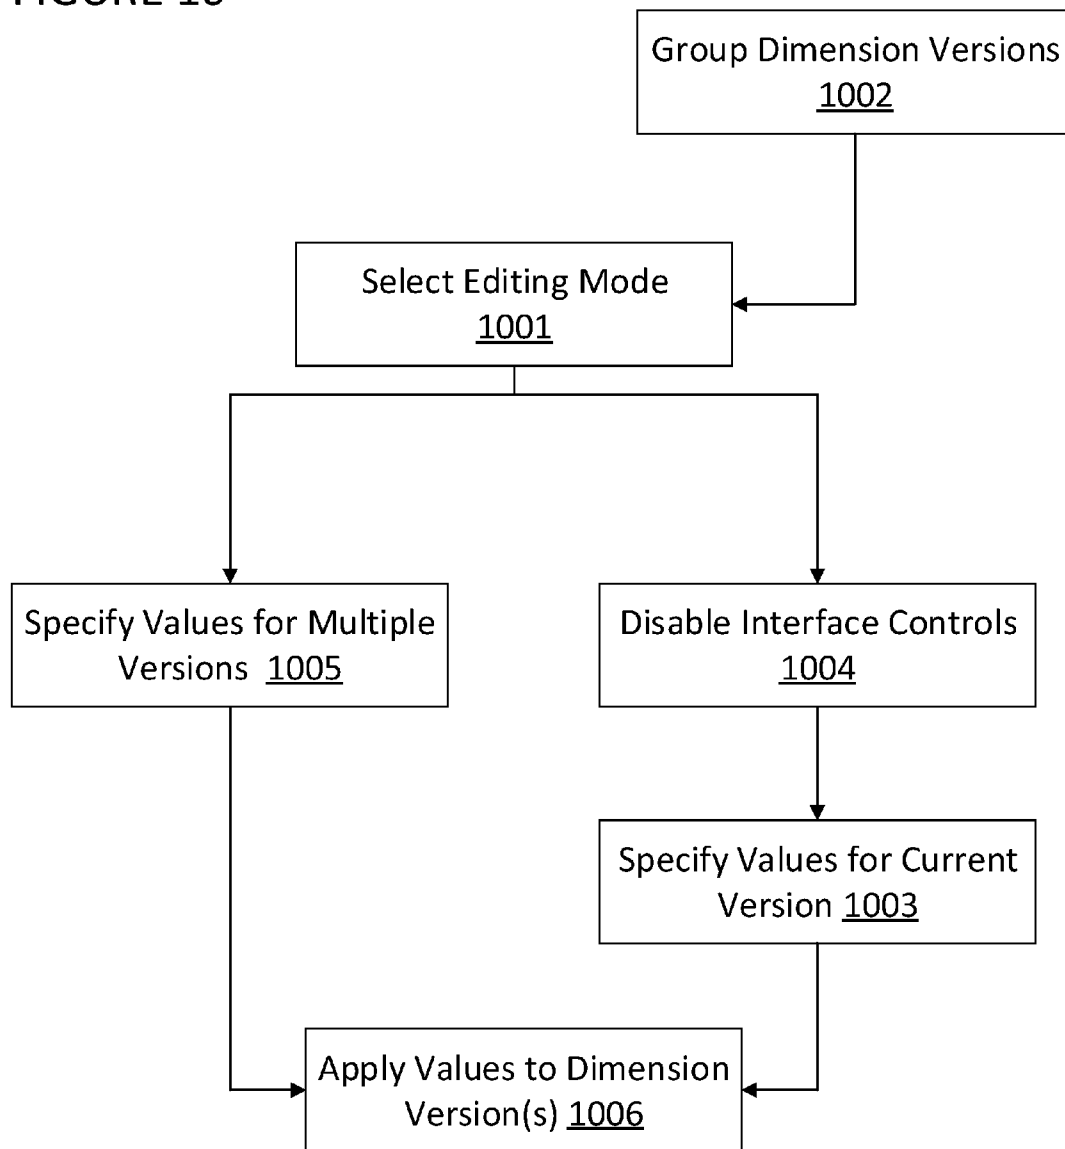 Group Dimension Versions
1002
Select Editing Mode
1001
Specify Values for Multiple
Versions 1005
Disable Interface Controls
1004
Specify Values for Current
Version 1003
Apply Values to Dimension
Version(s) 1006